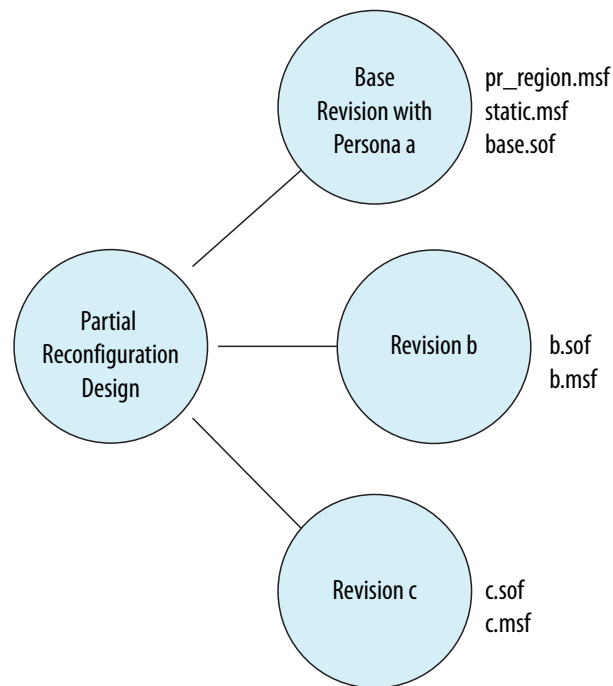 Base
Revision with
Persona a
pr_region.msf
static.msf
base.sof
Partial
Reconfiguration
Design
Revision b
b.sof
b.msf
Revision c
c.sof
c.msf